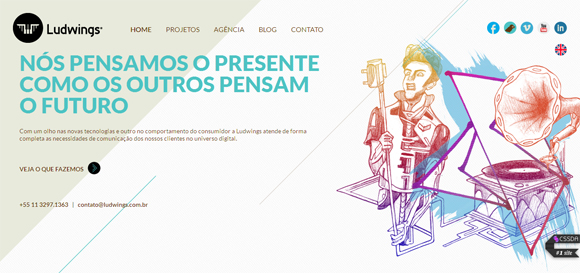 Ludwings®
HOME PROJETOS AGÊNCIA BLOG CONTATO
NÓS PENSAMOS O PRESENTE
COMO OS OUTROS PENSAM
O FUTURO
Com um olho nas novas tecnologias e outro no comportamento do consumidor a Ludwings atende de forma
completa as necessidades de comunicação dos nossos clientes no universo digital.
VEJA O QUE FAZEMOS
+55 11 3297.1363 | contato@ludwings.com.br
CSSDA
#1 site